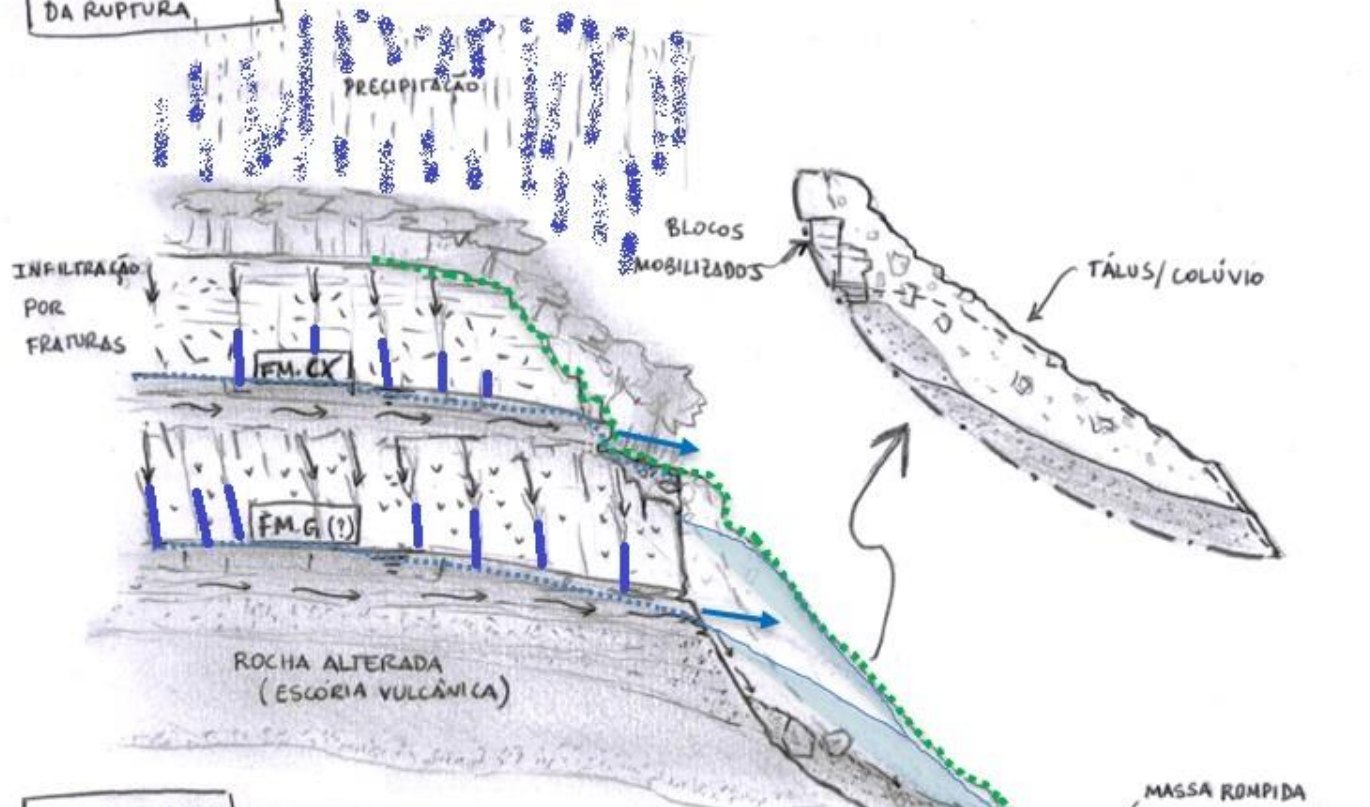 DA RUPTURA
PRECIPITAÇÃO
BLOCOS
MOBILIZADOS
TÁLUS/COLÚVIO
INFILTRAÇÃO
POR
FRATURAS
FM. CX
FM. G (?)
ROCHA ALTERADA
(ESCÓRIA VULCÂNICA)
MASSA ROMPIDA